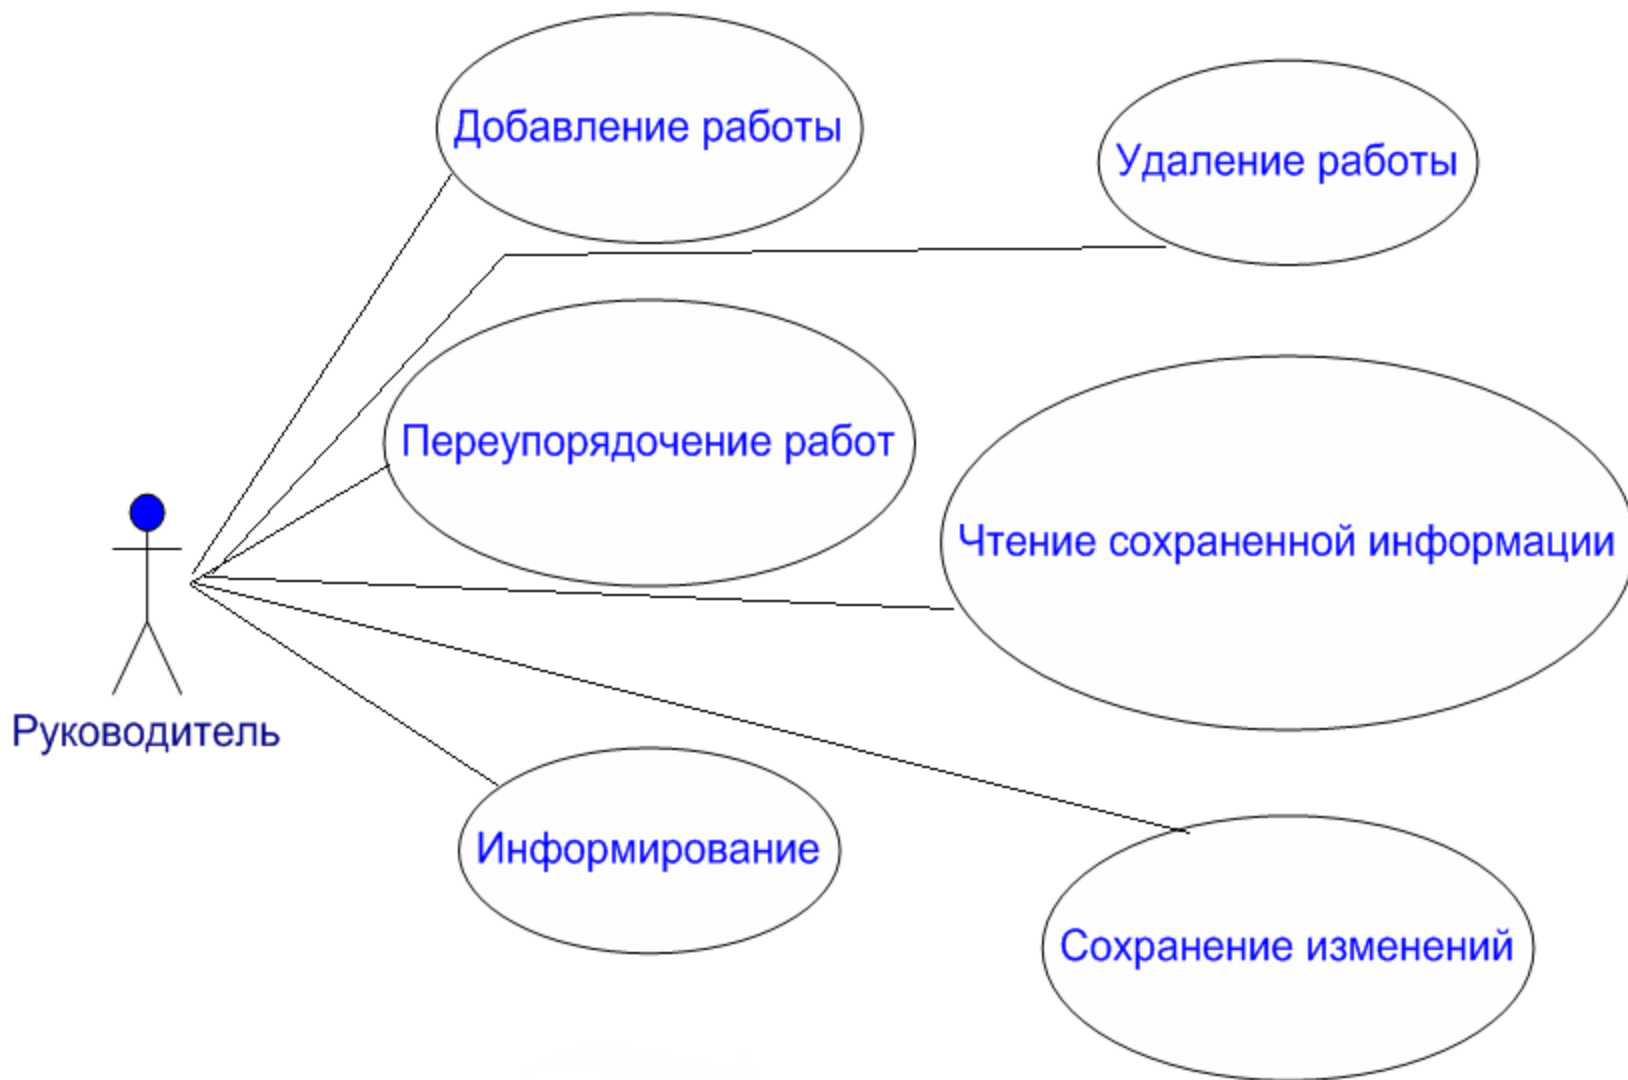 Добавление работы
Удаление работы
Переупорядочение работ
Чтение сохраненной информации
Руководитель
Информирование
Сохранение изменений